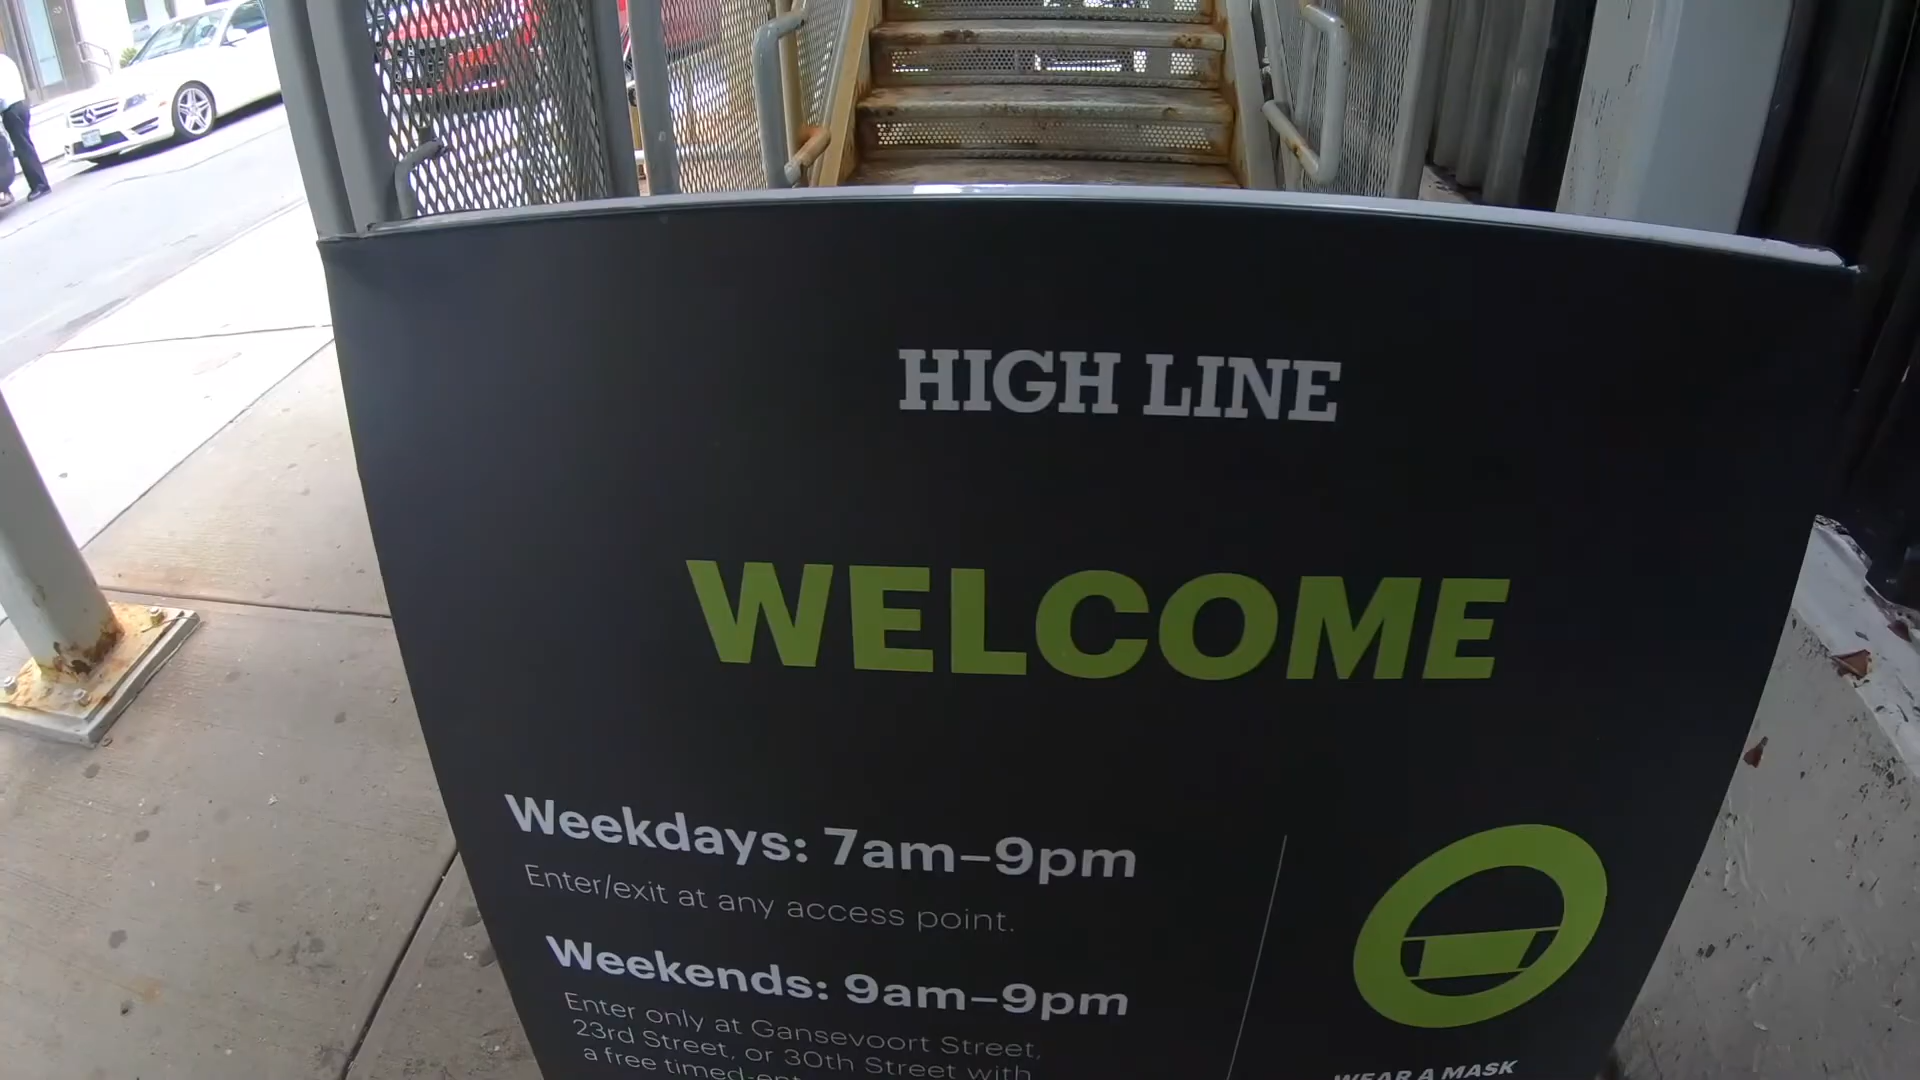 HIGH LINE
WELCOME
Weekdays: 7am–9pm
Enter/exit at any access point.
Weekends: 9am–9pm
Enter only at Gansevoort Street,
23rd Street, or 30th Street with
a free
WEAR A MASK